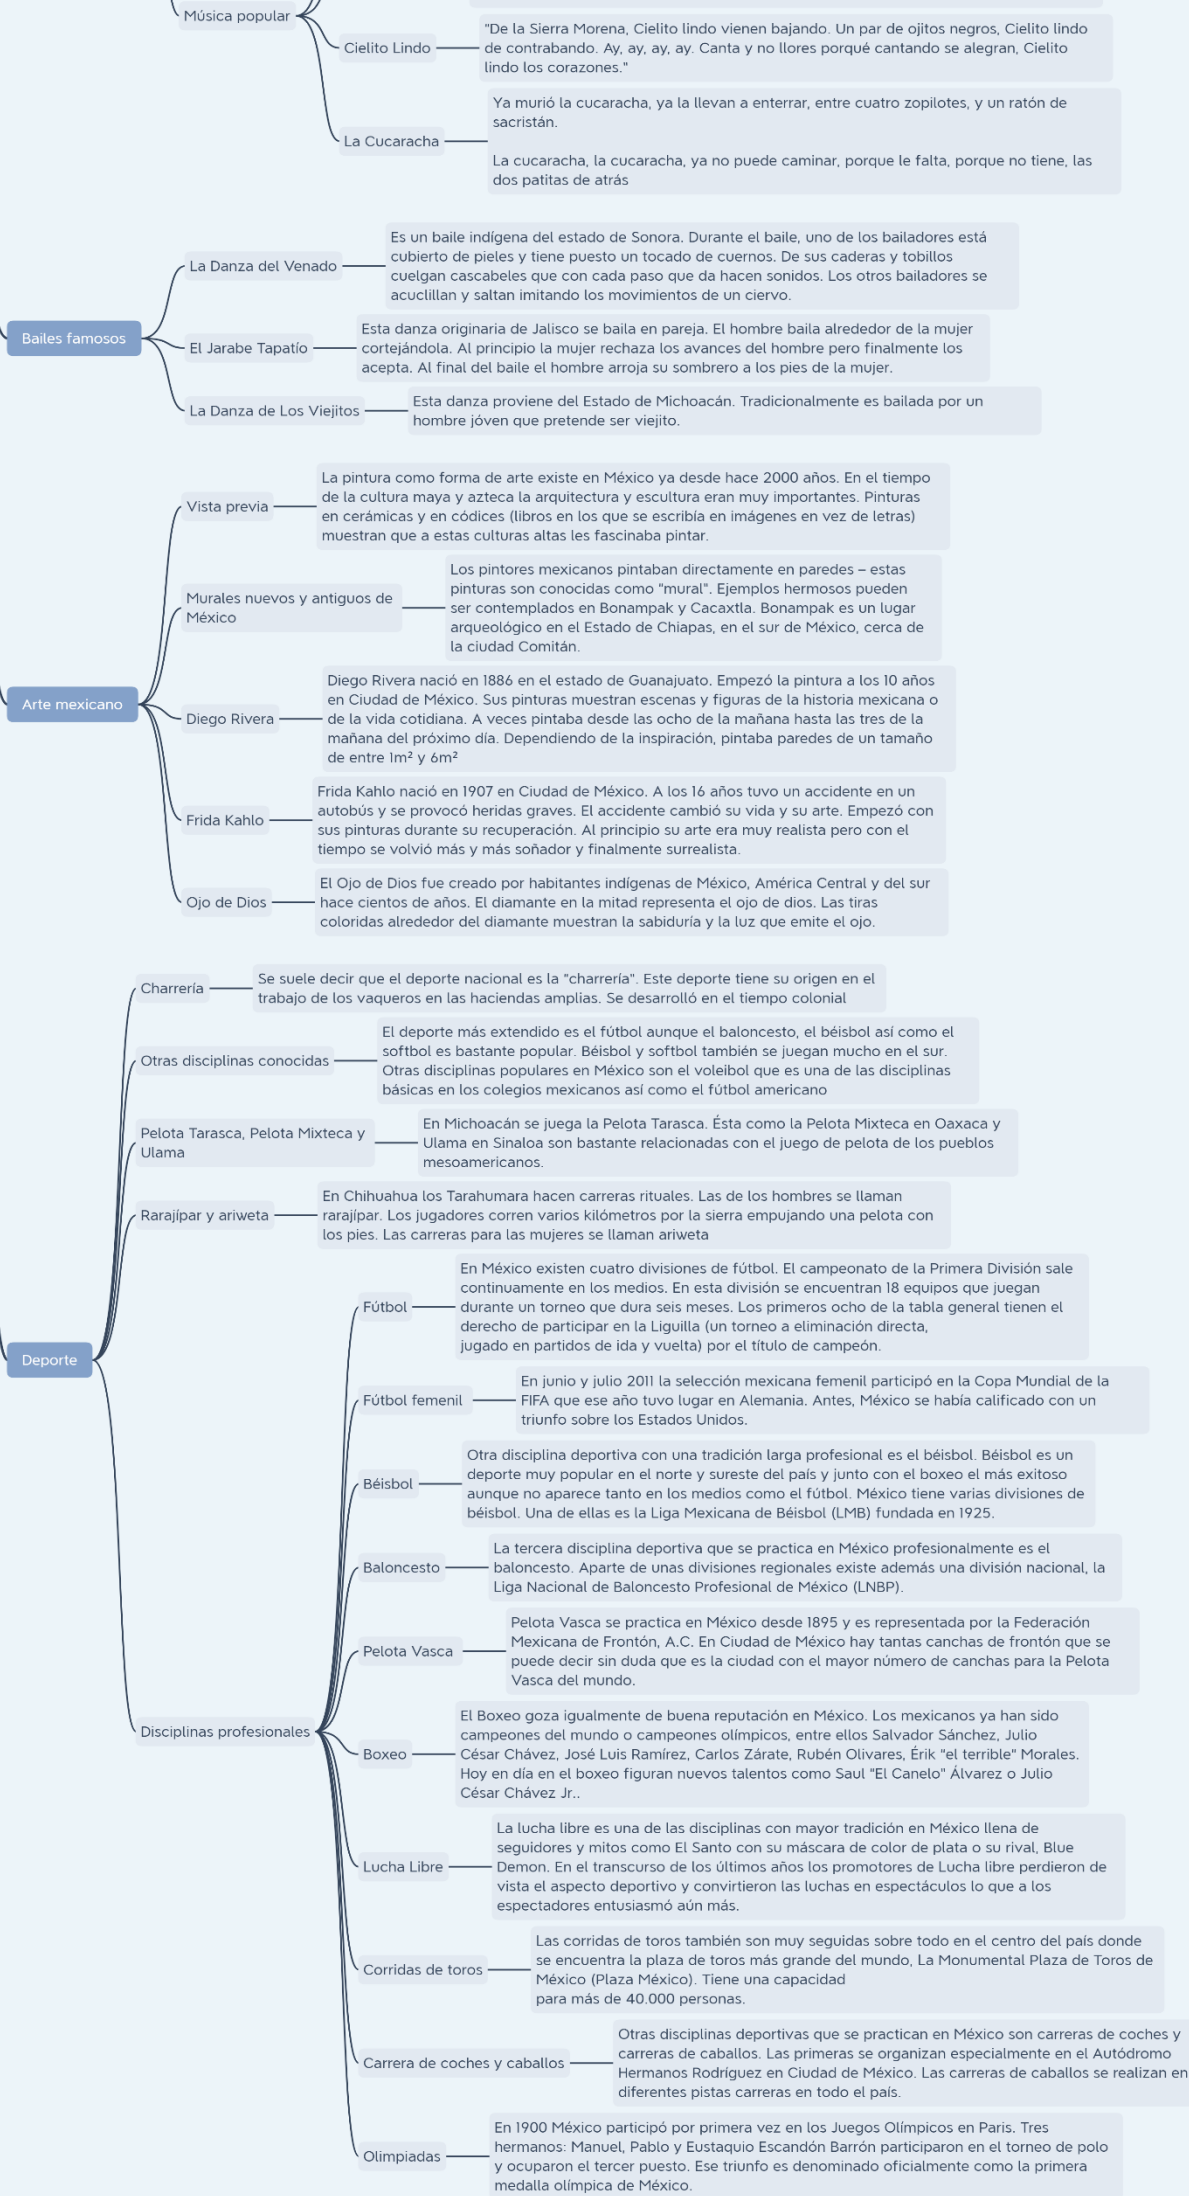 Música popular
Cielito Lindo
"De la Sierra Morena, Cielito lindo vienen bajando. Un par de ojitos negros, Cielito lindo
de contrabando. Ay, ay, ay, ay. Canta y no llores porqué cantando se alegran, Cielito
lindo los corazones."
La Cucaracha
Ya murió la cucaracha, ya la llevan a enterrar, entre cuatro zopilotes, y un ratón de
sacristán.
La cucaracha, la cucaracha, ya no puede caminar, porque le falta, porque no tiene, las
dos patitas de atrás
Bailes famosos
La Danza del Venado
Es un baile indígena del estado de Sonora. Durante el baile, uno de los bailadores está
cubierto de pieles y tiene puesto un tocado de cuernos. De sus caderas y tobillos
cuelgan cascabeles que con cada paso que da hacen sonidos. Los otros bailadores se
acuclillan y saltan imitando los movimientos de un ciervo.
El Jarabe Tapatío
Esta danza originaria de Jalisco se baila en pareja. El hombre baila alrededor de la mujer
cortejándola. Al principio la mujer rechaza los avances del hombre pero finalmente los
acepta. Al final del baile el hombre arroja su sombrero a los pies de la mujer.
La Danza de Los Viejitos
Esta danza proviene del Estado de Michoacán. Tradicionalmente es bailada por un
hombre jóven que pretende ser viejito.
Arte mexicano
Vista previa
La pintura como forma de arte existe en México ya desde hace 2000 años. En el tiempo
de la cultura maya y azteca la arquitectura y escultura eran muy importantes. Pinturas
en cerámicas y en códices (libros en los que se escribía en imágenes en vez de letras)
muestran que a estas culturas altas les fascinaba pintar.
Murales nuevos y antiguos de
México
Los pintores mexicanos pintaban directamente en paredes – estas
pinturas son conocidas como "mural". Ejemplos hermosos pueden
ser contemplados en Bonampak y Cacaxtla. Bonampak es un lugar
arqueológico en el Estado de Chiapas, en el sur de México, cerca de
la ciudad Comitán.
Diego Rivera
Diego Rivera nació en 1886 en el estado de Guanajuato. Empezó la pintura a los 10 años
en Ciudad de México. Sus pinturas muestran escenas y figuras de la historia mexicana o
de la vida cotidiana. A veces pintaba desde las ocho de la mañana hasta las tres de la
mañana del próximo día. Dependiendo de la inspiración, pintaba paredes de un tamaño
de entre 1m² y 6m²
Frida Kahlo
Frida Kahlo nació en 1907 en Ciudad de México. A los 16 años tuvo un accidente en un
autobús y se provocó heridas graves. El accidente cambió su vida y su arte. Empezó con
sus pinturas durante su recuperación. Al principio su arte era muy realista pero con el
tiempo se volvió más y más soñador y finalmente surrealista.
Ojo de Dios
El Ojo de Dios fue creado por habitantes indígenas de México, América Central y del sur
hace cientos de años. El diamante en la mitad representa el ojo de dios. Las tiras
coloridas alrededor del diamante muestran la sabiduría y la luz que emite el ojo.
Deporte
Charrería
Se suele decir que el deporte nacional es la "charrería". Este deporte tiene su origen en el
trabajo de los vaqueros en las haciendas amplias. Se desarrolló en el tiempo colonial
Otras disciplinas conocidas
El deporte más extendido es el fútbol aunque el baloncesto, el béisbol así como el
softbol es bastante popular. Béisbol y softbol también se juegan mucho en el sur.
Otras disciplinas populares en México son el voleibol que es una de las disciplinas
básicas en los colegios mexicanos así como el fútbol americano
Pelota Tarasca, Pelota Mixteca y
Ulama
En Michoacán se juega la Pelota Tarasca. Ésta como la Pelota Mixteca en Oaxaca y
Ulama en Sinaloa son bastante relacionadas con el juego de pelota de los pueblos
mesoamericanos.
Rarajípar y ariweta
En Chihuahua los Tarahumara hacen carreras rituales. Las de los hombres se llaman
rarajípar. Los jugadores corren varios kilómetros por la sierra empujando una pelota con
los pies. Las carreras para las mujeres se llaman ariweta
Disciplinas profesionales
Fútbol
En México existen cuatro divisiones de fútbol. El campeonato de la Primera División sale
continuamente en los medios. En esta división se encuentran 18 equipos que juegan
durante un torneo que dura seis meses. Los primeros ocho de la tabla general tienen el
derecho de participar en la Liguilla (un torneo a eliminación directa,
jugado en partidos de ida y vuelta) por el título de campeón.
Fútbol femenil
En junio y julio 2011 la selección mexicana femenil participó en la Copa Mundial de la
FIFA que ese año tuvo lugar en Alemania. Antes, México se había calificado con un
triunfo sobre los Estados Unidos.
Béisbol
Otra disciplina deportiva con una tradición larga profesional es el béisbol. Béisbol es un
deporte muy popular en el norte y sureste del país y junto con el boxeo el más exitoso
aunque no aparece tanto en los medios como el fútbol. México tiene varias divisiones de
béisbol. Una de ellas es la Liga Mexicana de Béisbol (LMB) fundada en 1925.
Baloncesto
La tercera disciplina deportiva que se practica en México profesionalmente es el
baloncesto. Aparte de unas divisiones regionales existe además una división nacional, la
Liga Nacional de Baloncesto Profesional de México (LNBP).
Pelota Vasca
Pelota Vasca se practica en México desde 1895 y es representada por la Federación
Mexicana de Frontón, A.C. En Ciudad de México hay tantas canchas de frontón que se
puede decir sin duda que es la ciudad con el mayor número de canchas para la Pelota
Vasca del mundo.
Boxeo
El Boxeo goza igualmente de buena reputación en México. Los mexicanos ya han sido
campeones del mundo o campeones olímpicos, entre ellos Salvador Sánchez, Julio
César Chávez, José Luis Ramírez, Carlos Zárate, Rubén Olivares, Érik "el terrible" Morales.
Hoy en día en el boxeo figuran nuevos talentos como Saul "El Canelo" Álvarez o Julio
César Chávez Jr..
Lucha Libre
La lucha libre es una de las disciplinas con mayor tradición en México llena de
seguidores y mitos como El Santo con su máscara de color de plata o su rival, Blue
Demon. En el transcurso de los últimos años los promotores de Lucha libre perdieron de
vista el aspecto deportivo y convirtieron las luchas en espectáculos lo que a los
espectadores entusiasmó aún más.
Corridas de toros
Las corridas de toros también son muy seguidas sobre todo en el centro del país donde
se encuentra la plaza de toros más grande del mundo, La Monumental Plaza de Toros de
México (Plaza México). Tiene una capacidad
para más de 40.000 personas.
Carrera de coches y caballos
Otras disciplinas deportivas que se practican en México son carreras de coches y
carreras de caballos. Las primeras se organizan especialmente en el Autódromo
Hermanos Rodríguez en Ciudad de México. Las carreras de caballos se realizan en
diferentes pistas carreras en todo el país.
Olimpiadas
En 1900 México participó por primera vez en los Juegos Olímpicos en Paris. Tres
hermanos: Manuel, Pablo y Eustaquio Escandón Barrón participaron en el torneo de polo
y ocuparon el tercer puesto. Ese triunfo es denominado oficialmente como la primera
medalla olímpica de México.